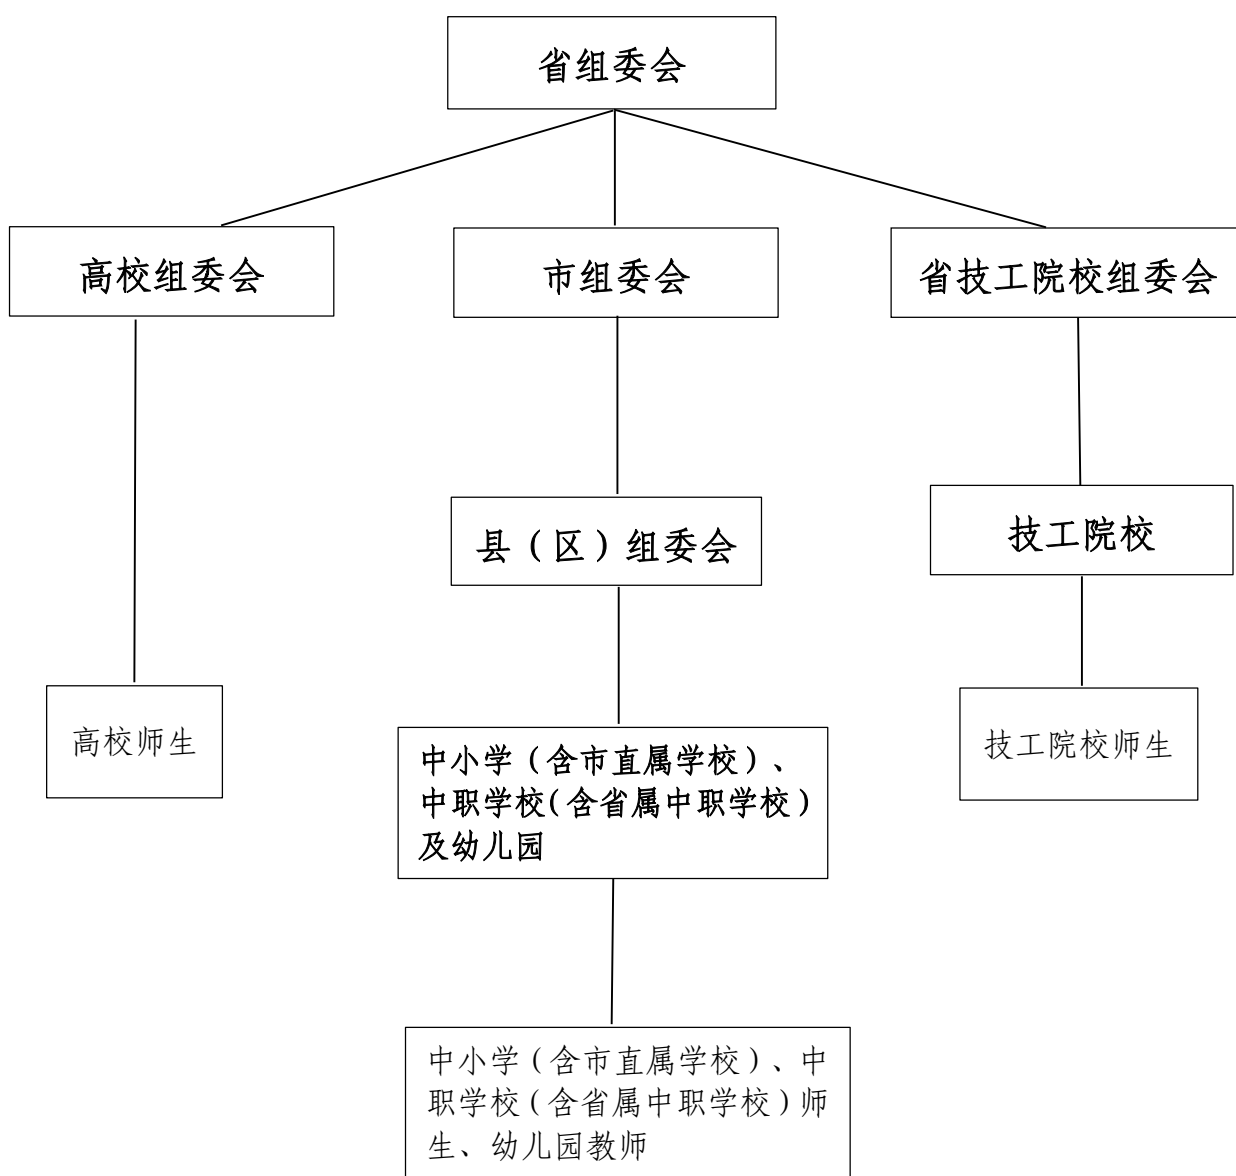 省组委会
高校组委会
市组委会
省技工院校组委会
县（区）组委会
技工院校
高校师生
技工院校师生
中小学（含市直属学校）、
中职学校（含省属中职学校）
及幼儿园
中小学（含市直属学校）、中
职学校（含省属中职学校）师
生、幼儿园教师